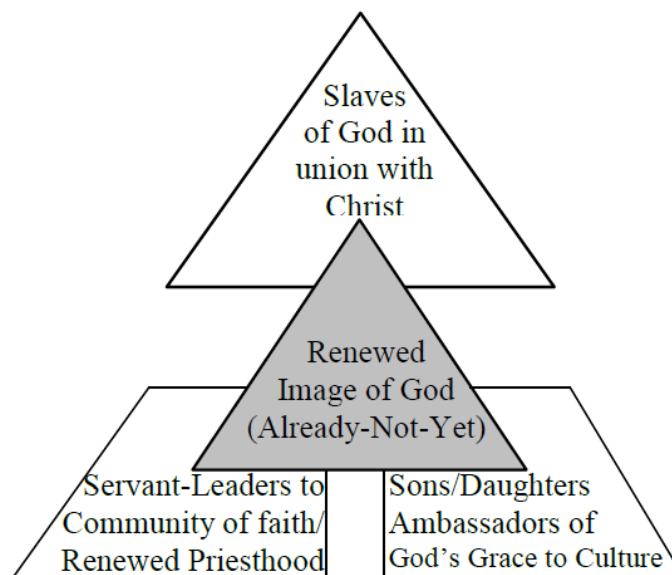 Slaves
of God in
union with
Christ
Renewed
Image of God
(Already-Not-Yet)
Servant-Leaders to
Community of faith/
Renewed Priesthood
Sons/Daughters
Ambassadors of
God's Grace to Culture